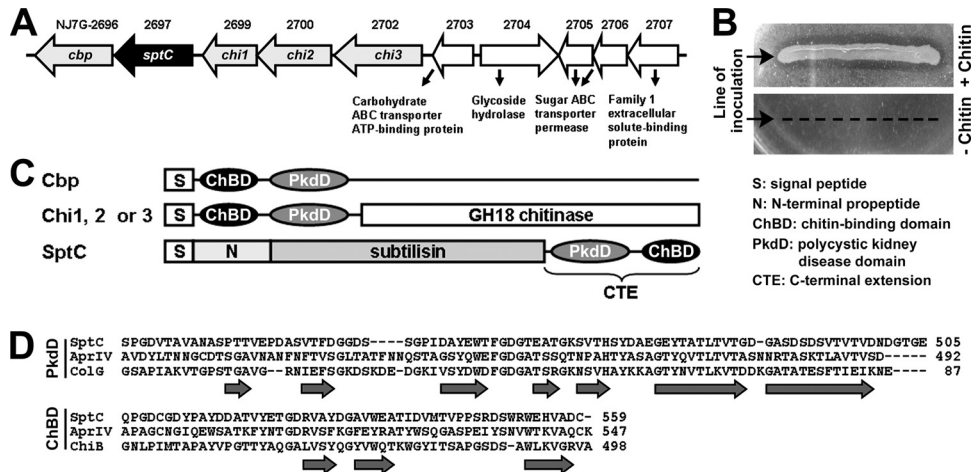 A
NJ7G-2696 2697 2699 2700 2702 2703 2704 2705 2706 2707
cbp sptC chi1 chi2 chi3
Carbohydrate
ABC transporter
ATP-binding protein
Glycoside
hydrolase
Sugar ABC
transporter
permease
Family 1
extracellular
solute-binding
protein
B
Line of
inoculation
+ Chitin
- Chitin
C
Cbp S ChBD PkdD
Chi1, 2 or 3 S ChBD PkdD GH18 chitinase
SptC S N subtilisin PkdD ChBD
CTE
S: signal peptide
N: N-terminal propeptide
ChBD: chitin-binding domain
PkdD: polycystic kidney
disease domain
CTE: C-terminal extension
D
PkdD
SptC SPGDVTAVANASPTTVEPDASVTFDGGDS----SGPIDAYEWTFGDGTEATGKSVTHSYDAEGEYTATLTVTGD-GASDSDSVTVTVDNDGTGE 505
AprIV AVDYLTNNGCDTSGAVNANFNFTVSGLTATFNNQSTAGSYQWEFGDGATSSTQNPAHTYASAGTYNVTLTVTASNNRTASKTLAVTVSD----- 492
ColG GSAPIAKVTGPSTGAVG--RNIEFSGKDSKDE-DGKIVSYDWDFGDGATSRGKNSVHAYKKAGTYNVTLKVTDDKGATATESFTIEIKNE----- 87
ChBD
SptC QPGDCGDYPAYDDATVYETGDRVAYDGAVWEATIDVMTVPPSRDSWRWEHVADC- 559
AprIV APAGCNGIQEWSATKFYNTGDRVSFKGFEYRATYWSQGASPEIYSNVWTKVAQCK 547
ChiB GNLPIMTAPAYVPGTTYAQGALVSYQGYVWQTKWGYITSAPGSDS-AWLKVGRVA 498